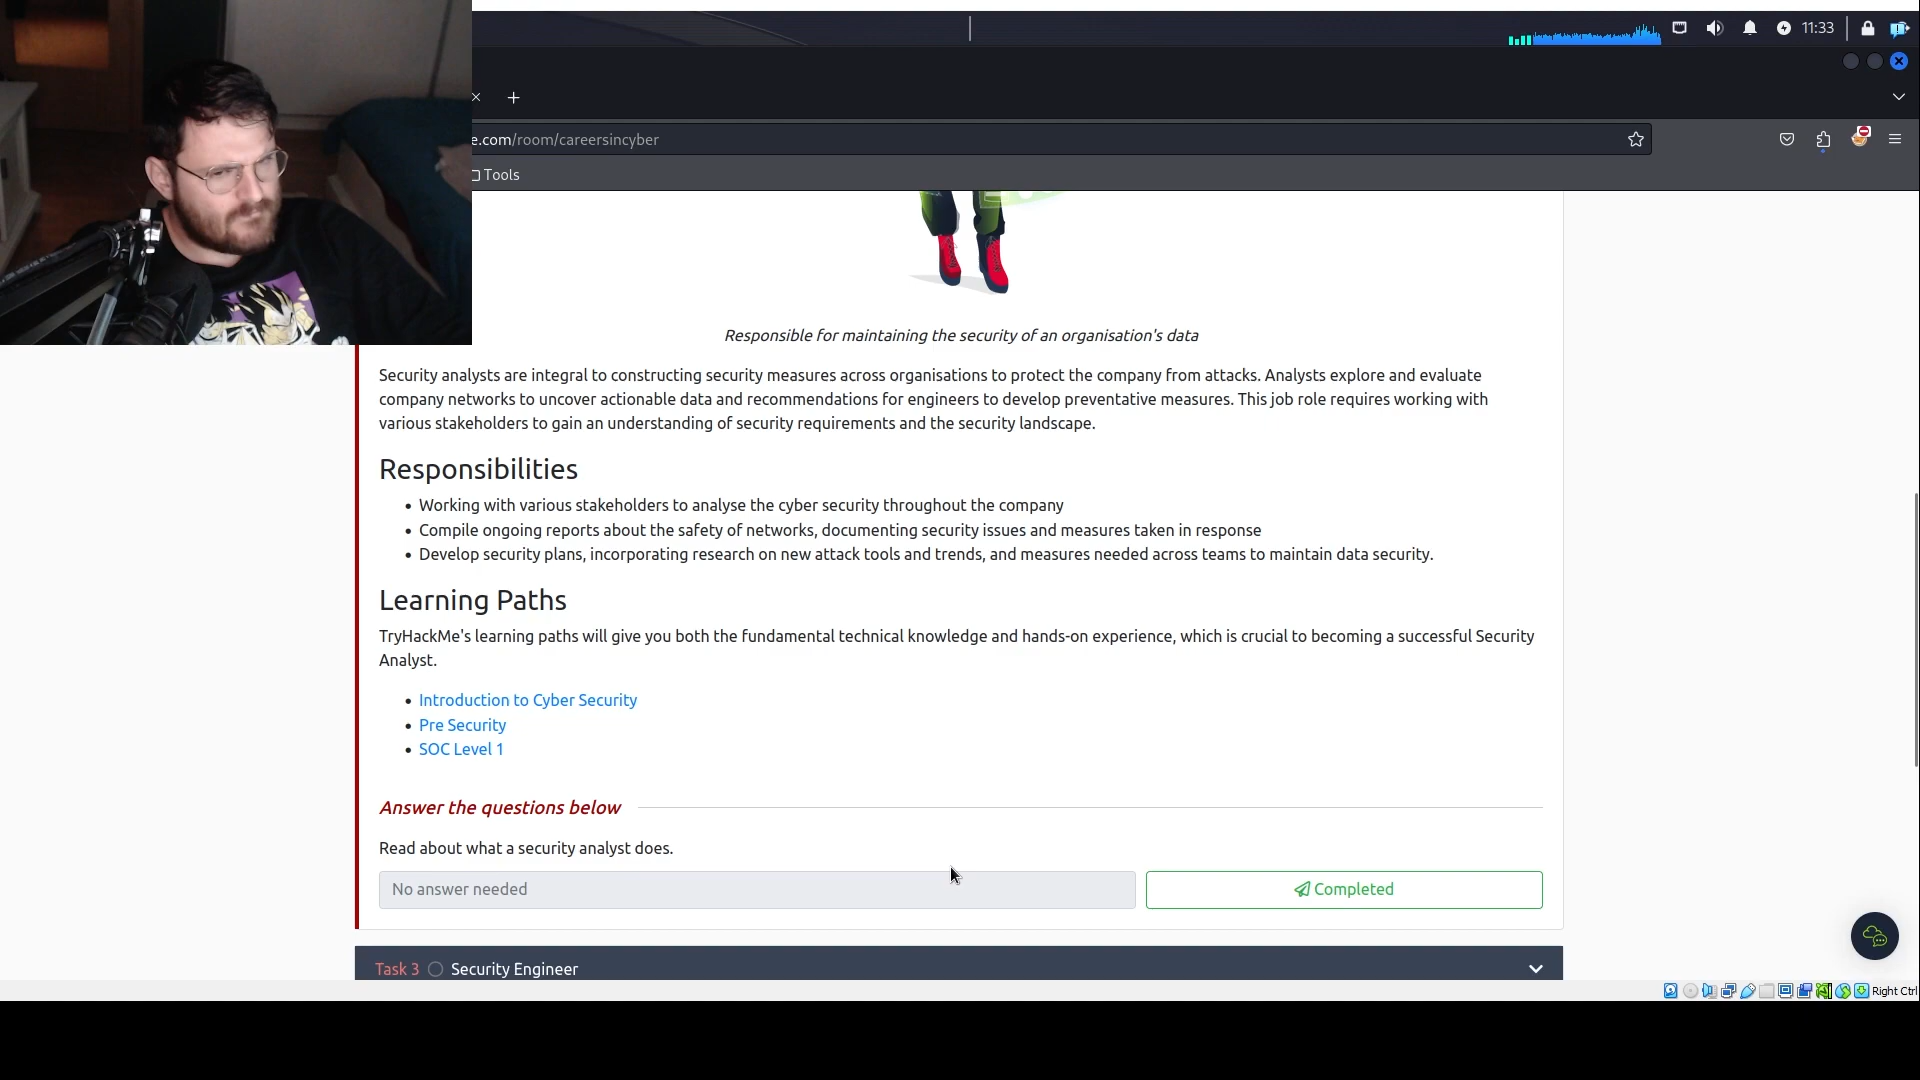 11:33
e.com/room/careersincyber
Tools
Responsible for maintaining the security of an organisation's data
Security analysts are integral to constructing security measures across organisations to protect the company from attacks. Analysts explore and evaluate
company networks to uncover actionable data and recommendations for engineers to develop preventative measures. This job role requires working with
various stakeholders to gain an understanding of security requirements and the security landscape.
Responsibilities
Working with various stakeholders to analyse the cyber security throughout the company
Compile ongoing reports about the safety of networks, documenting security issues and measures taken in response
Develop security plans, incorporating research on new attack tools and trends, and measures needed across teams to maintain data security.
Learning Paths
TryHackMe's learning paths will give you both the fundamental technical knowledge and hands-on experience, which is crucial to becoming a successful Security
Analyst.
Introduction to Cyber Security
Pre Security
SOC Level 1
Answer the questions below
Read about what a security analyst does.
No answer needed
Completed
Task 3 Security Engineer
Right Ctrl